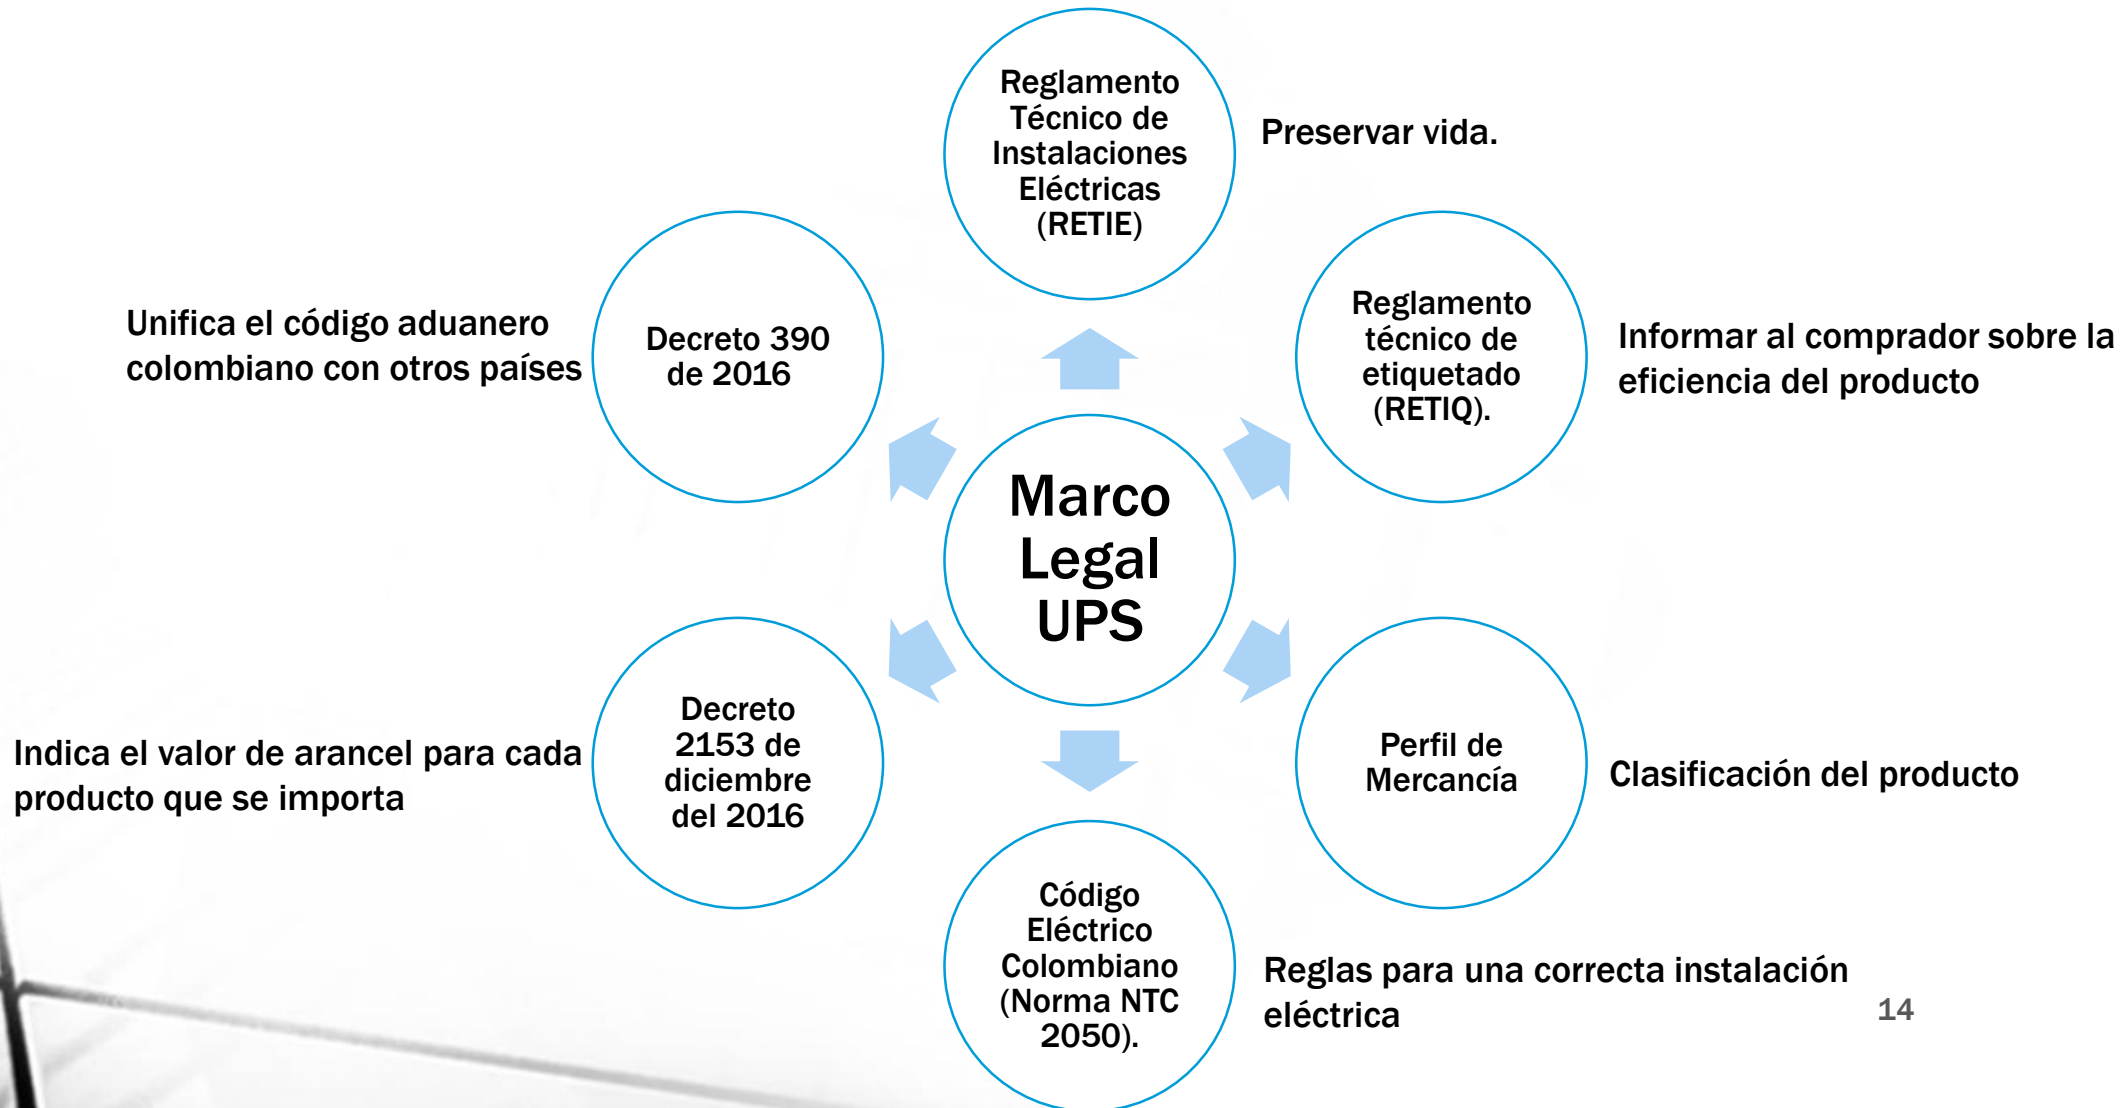 Reglamento
Técnico de
Instalaciones
Eléctricas
(RETIE)
Preservar vida.
Reglamento
técnico de
etiquetado
(RETIQ).
Informar al comprador sobre la
eficiencia del producto
Perfil de
Mercancía
Clasificación del producto
Código
Eléctrico
Colombiano
(Norma NTC
2050).
Reglas para una correcta instalación
eléctrica
Decreto
2153 de
diciembre
del 2016
Indica el valor de arancel para cada
producto que se importa
Decreto 390
de 2016
Unifica el código aduanero
colombiano con otros países
Marco
Legal
UPS
14